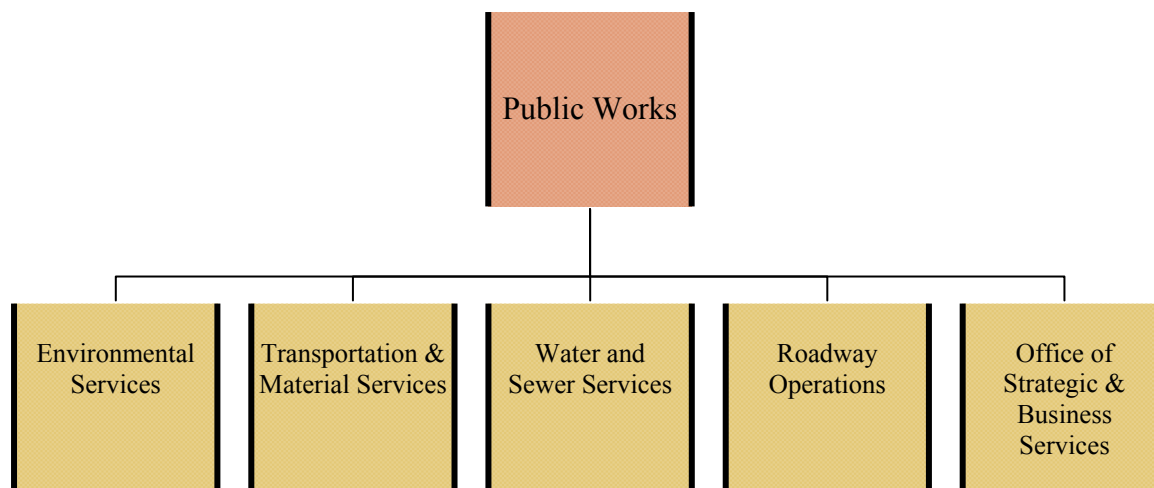 Public Works
Environmental
Services
Transportation &
Material Services
Water and
Sewer Services
Roadway
Operations
Office of
Strategic &
Business
Services